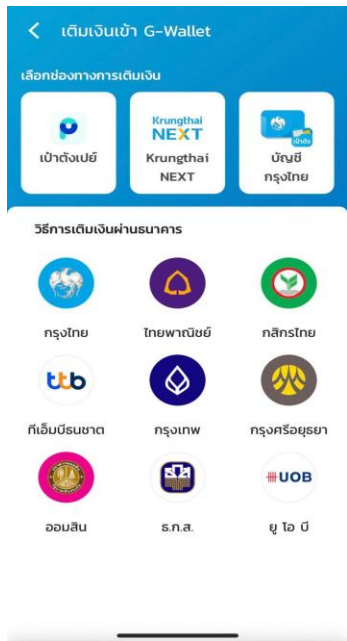 เติมเงินเข้า G-Wallet
เลือกช่องทางการเติมเงิน
Krungthai
NEXT
เป๋าตัง
เป๋าตังเปย์
Krungthai
NEXT
บัญชี
กรุงไทย
วิธีการเติมเงินผ่านธนาคาร
กรุงไทย
ไทยพาณิชย์
กสิกรไทย
ttb
ทีเอ็มบีธนชาต
กรุงเทพ
กรุงศรีอยุธยา
UOB
ออมสิน
ธ.ก.ส.
ยู โอ บี